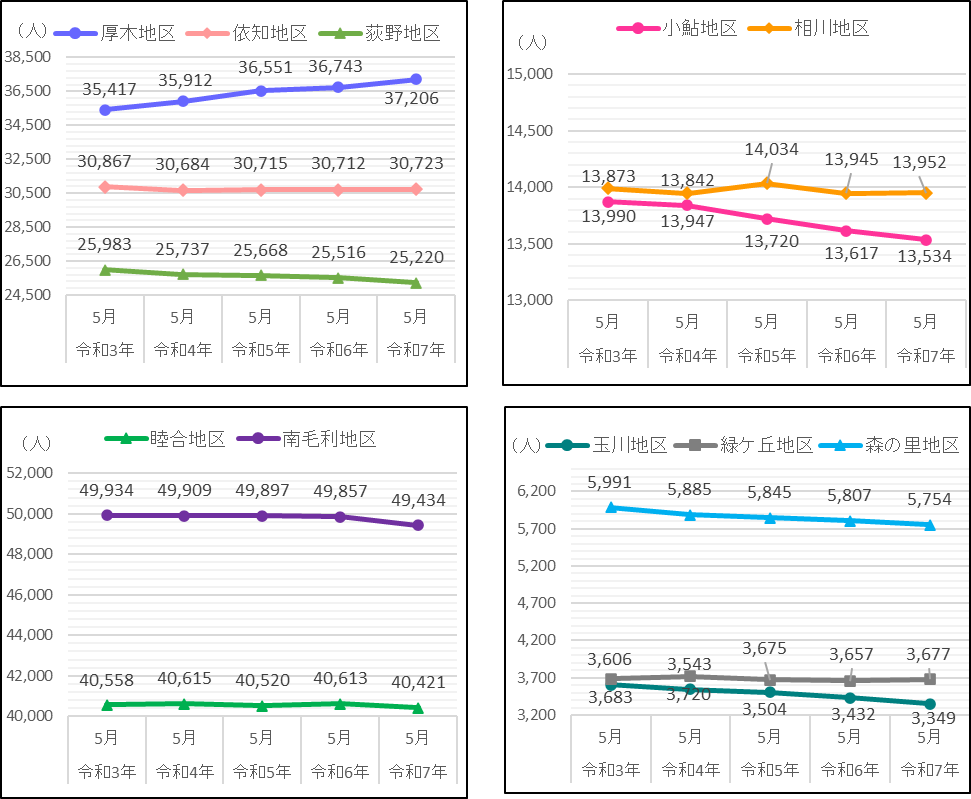 (人) 厚木地区 依知地区 荻野地区
38,500
36,500
34,500
32,500
30,500
28,500
26,500
24,500
35,417 35,912 36,551 36,743 37,206
30,867 30,684 30,715 30,712 30,723
25,983 25,737 25,668 25,516 25,220
5月 5月 5月 5月 5月
令和3年 令和4年 令和5年 令和6年 令和7年
小鮎地区 相川地区
(人)
15,000
14,500
14,000
13,500
13,000
13,873 13,842 14,034 13,945 13,952
13,990 13,947 13,720 13,617 13,534
5月 5月 5月 5月 5月
令和3年 令和4年 令和5年 令和6年 令和7年
(人) 睦合地区 南毛利地区
52,000
50,000
48,000
46,000
44,000
42,000
40,000
49,934 49,909 49,897 49,857 49,434
40,558 40,615 40,520 40,613 40,421
5月 5月 5月 5月 5月
令和3年 令和4年 令和5年 令和6年 令和7年
(人) 玉川地区 緑ケ丘地区 森の里地区
6,200
5,700
5,200
4,700
4,200
3,700
3,200
5,991 5,885 5,845 5,807 5,754
3,606 3,543 3,675 3,657 3,677
3,683 3,720 3,504 3,432 3,349
5月 5月 5月 5月 5月
令和3年 令和4年 令和5年 令和6年 令和7年